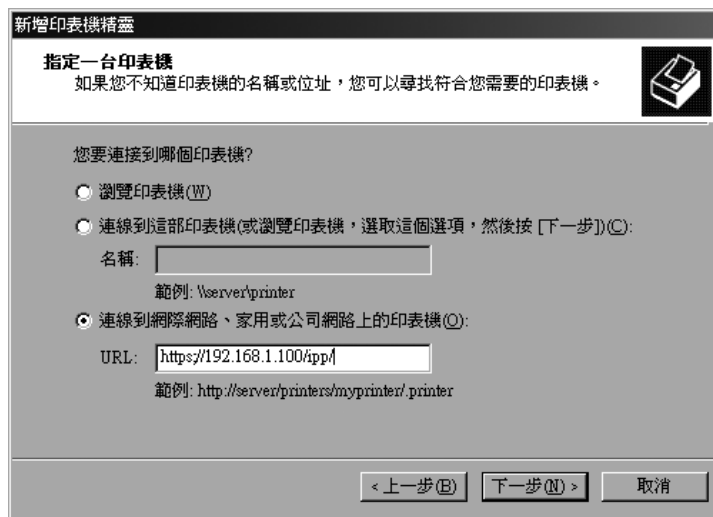 新增印表機精靈
指定一台印表機
如果您不知道印表機的名稱或位址，您可以尋找符合您需要的印表機。
您要連接到哪個印表機?
瀏覽印表機(W)
連線到這部印表機(或瀏覽印表機，選取這個選項，然後按 [下一步])(C):
名稱:
範例: \\server\printer
連線到網際網路、家用或公司網路上的印表機(O):
URL: https://192.168.1.100/ipp/
範例: http://server/printers/myprinter/.printer
<上一步(B) 下一步(N)> 取消